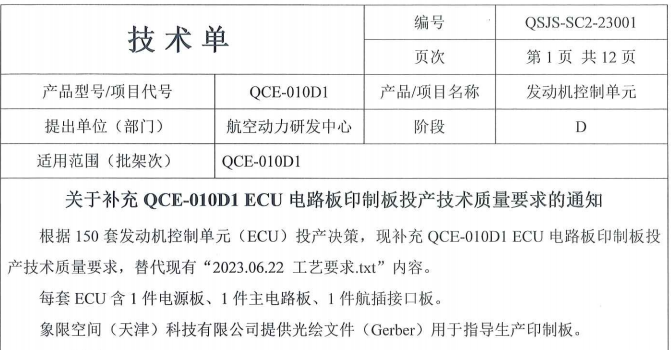 技术单
编号 QSJS-SC2-23001
页次 第 1 页 共 12 页
产品型号/项目代号 QCE-010D1 产品/项目名称 发动机控制单元
提出单位（部门） 航空动力研发中心 阶段 D
适用范围（批架次） QCE-010D1
关于补充 QCE-010D1 ECU 电路板印制板投产技术质量要求的通知
根据 150 套发动机控制单元（ECU）投产决策，现补充 QCE-010D1 ECU 电路板印制板投
产技术质量要求，替代现有“2023.06.22 工艺要求.txt”内容。
每套 ECU 含 1 件电源板、1 件主电路板、1 件航插接口板。
象限空间（天津）科技有限公司提供光绘文件（Gerber）用于指导生产印制板。